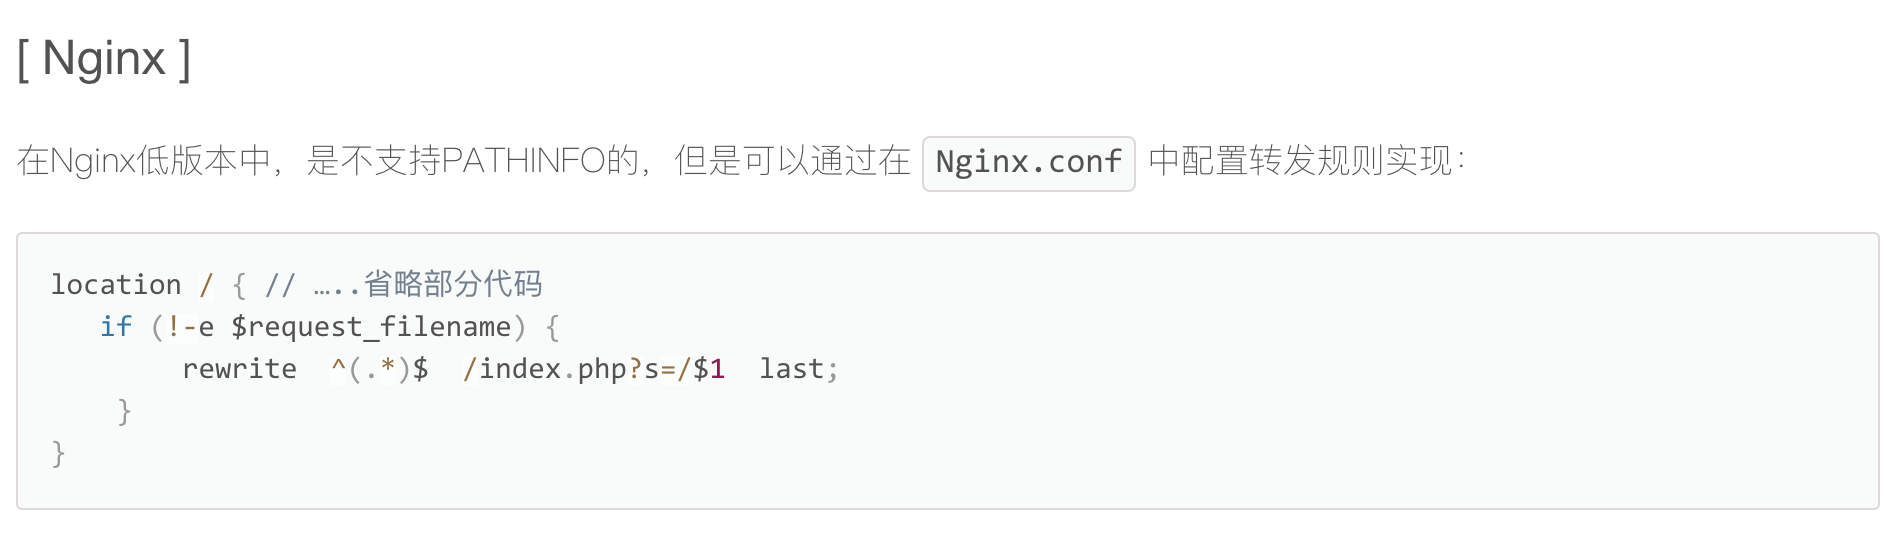 [ Nginx ]
在Nginx低版本中，是不支持PATHINFO的，但是可以通过在 Nginx.conf 中配置转发规则实现：
location / { // …..省略部分代码
   if (!-e $request_filename) {
        rewrite  ^(.*)$  /index.php?s=/$1  last;
    }
}